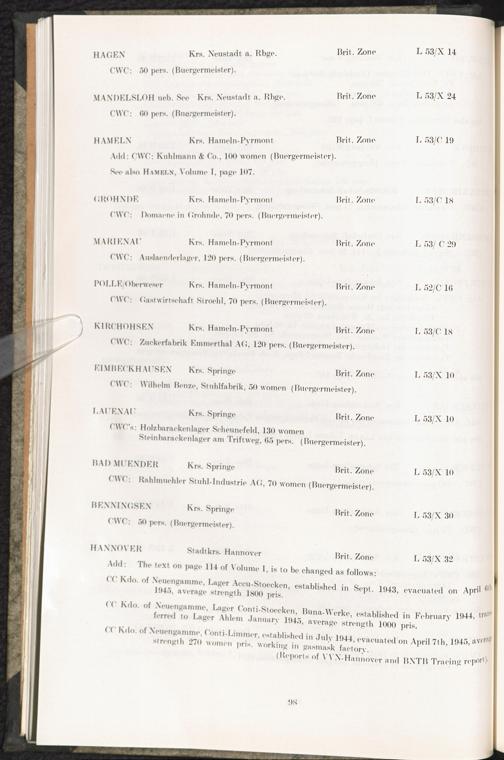 HAGEN Krs. Neustadt a. Rbge. Brit. Zone L 53/X 14
CWC: 50 pers. (Buergermeister).
MANDELSLOH ueb. See Krs. Neustadt a. Rbge. Brit. Zone L 53/X 24
CWC: 60 pers. (Buergermeister).
HAMELN Krs. Hameln-Pyrmont Brit. Zone L 53/C 19
Add: CWC: Kuhlmann & Co., 100 women (Buergermeister).
See also HAMELN, Volume I, page 107.
GROHNDE Krs. Hameln-Pyrmont Brit. Zone L 53/C 18
CWC: Domaene in Grohnde, 70 pers. (Buergermeister).
MARIENAU Krs. Hameln-Pyrmont Brit. Zone L 53/ C 29
CWC: Auslaenderlager, 120 pers. (Buergermeister).
POLLE/Oberweser Krs. Hameln-Pyrmont Brit. Zone L 52/C 16
CWC: Gastwirtschaft Stroehl, 70 pers. (Buergermeister).
KIRCHOHSEN Krs. Hameln-Pyrmont Brit. Zone L 53/C 18
CWC: Zuckerfabrik Emmerthal AG, 120 pers. (Buergermeister).
EIMBECKHAUSEN Krs. Springe Brit. Zone L 53/X 10
CWC: Wilhelm Benze, Stuhlfabrik, 50 women (Buergermeister).
LAUENAU Krs. Springe Brit. Zone L 53/X 10
CWC's: Holzbarackenlager Scheunefeld, 130 women
Steinbarackenlager am Triftweg, 65 pers. (Buergermeister).
BAD MUENDER Krs. Springe Brit. Zone L 53/X 10
CWC: Rahlmuehler Stuhl-Industrie AG, 70 women (Buergermeister).
BENNINGSEN Krs. Springe Brit. Zone L 53/X 30
CWC: 50 pers. (Buergermeister).
HANNOVER Stadtkrs. Hannover Brit. Zone L 53/X 32
Add: The text on page 114 of Volume I, is to be changed as follows:
CC Kdo. of Neuengamme, Lager Accu-Stoecken, established in Sept. 1943, evacuated on April 6th
1945, average strength 1800 pris.
CC Kdo. of Neuengamme, Lager Conti-Stoecken, Buna-Werke, established in February 1944, trans
ferred to Lager Ahlem January 1945, average strength 1000 pris.
CC Kdo. of Neuengamme, Conti-Limmer, established in July 1944, evacuated on April 7th, 1945, average
strength 270 women pris. working in gasmask factory.
(Reports of VVN-Hannover and BNTB Tracing report).
98